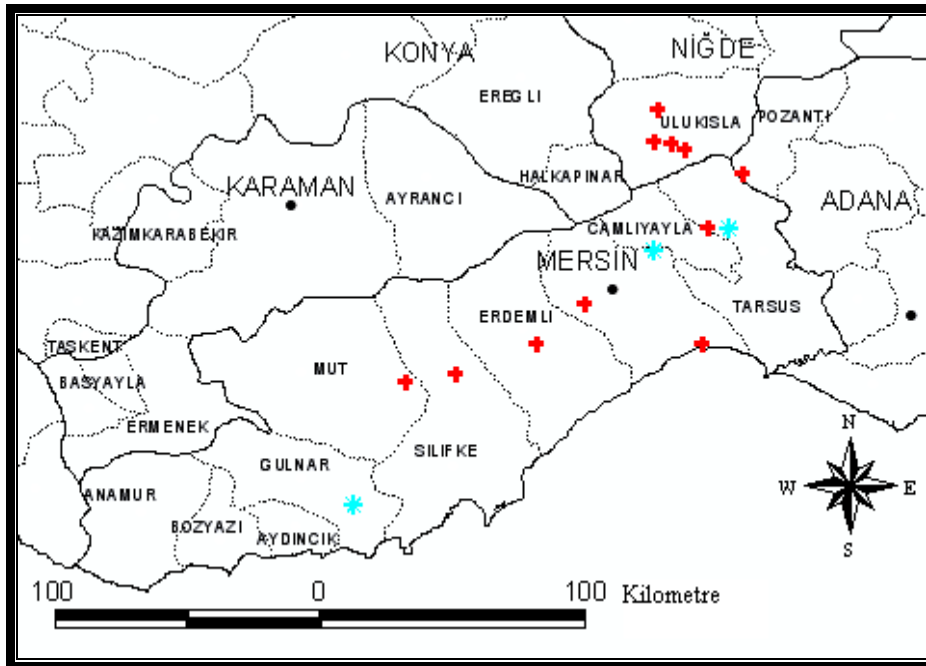 KONYA
NİĞDE
EREGLI
ULUKISLA
POZANTI
HALKAPINAR
KARAMAN
AYRANCI
ADANA
CAMLIYAYLA
KAZIMKARABEKIR
MERSİN
TARSUS
ERDEMLI
TASKENT
MUT
BASYAYLA
ERMENEK
SILIFKE
GULNAR
ANAMUR
BOZYAZI
AYDINCIK
N
W
E
S
100 0 100 Kilometre